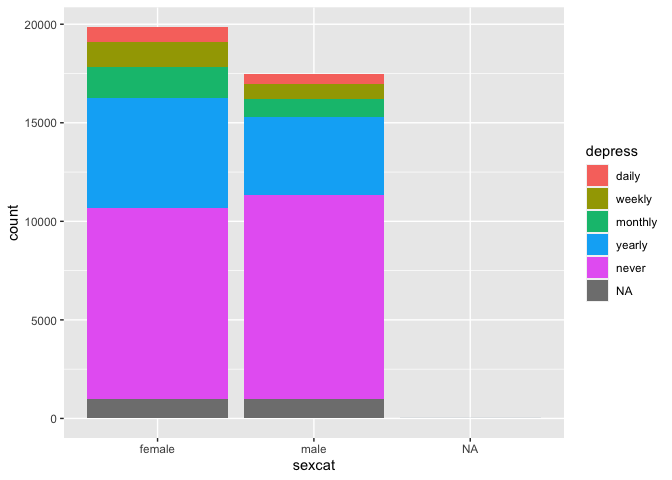 20000
15000
10000
5000
0
count
female male NA
sexcat
depress
daily
weekly
monthly
yearly
never
NA